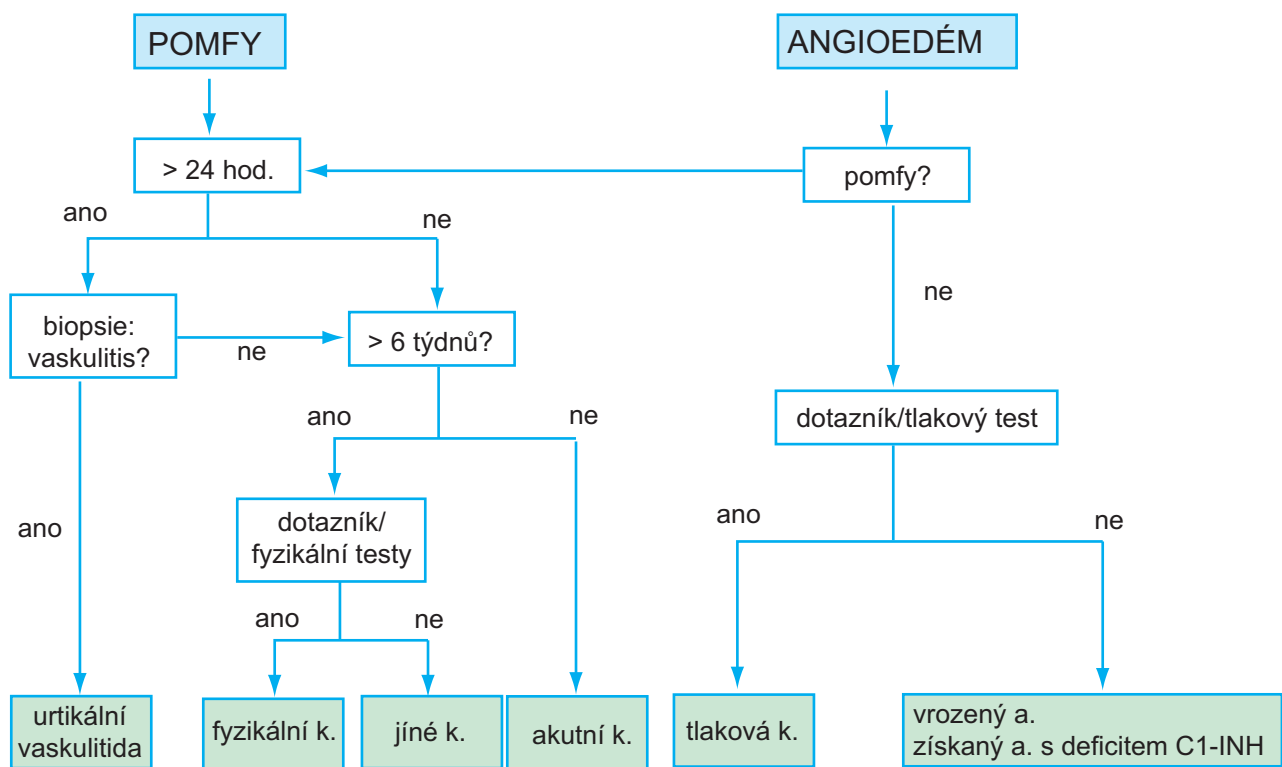 POMFY
ANGIOEDÉM
> 24 hod.
pomfy?
ano
ne
ne
biopsie:
vaskulitis?
ne
> 6 týdnů?
ano
ne
dotazník/tlakový test
ano
dotazník/
fyzikální testy
ano
ne
ano
ne
urtikální
vaskulitida
fyzikální k.
jíné k.
akutní k.
tlaková k.
vrozený a.
získaný a. s deficitem C1-INH